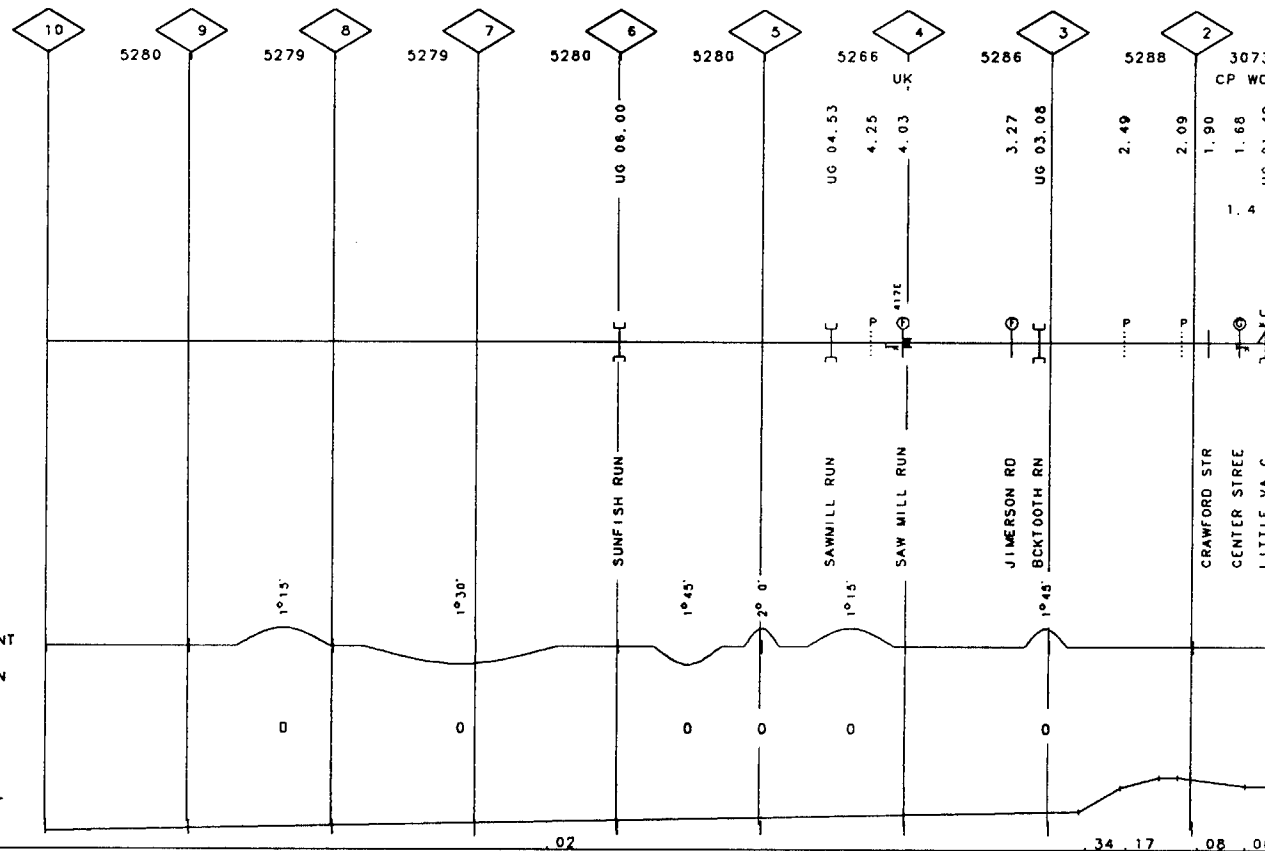 10 9 8 7 6 5 4 3 2
5280 5279 5279 5280 5280 5266 5286 5288 3073
UK
CP WO
UG 06.00
UG 04.53
4.25
4.03
3.27
UG 03.08
2.49
2.09
1.90
1.68
1.4
417E
P
P
P
SUNFISH RUN
SAWMILL RUN
SAW MILL RUN
JIMERSON RD
BCKTOOTH RN
CRAWFORD STR
CENTER STREE
1°15'
1°30'
1°45'
2° 0'
1°15'
1°45'
NT
N
0 0 0 0 0 0
.02 .34 .17 .08